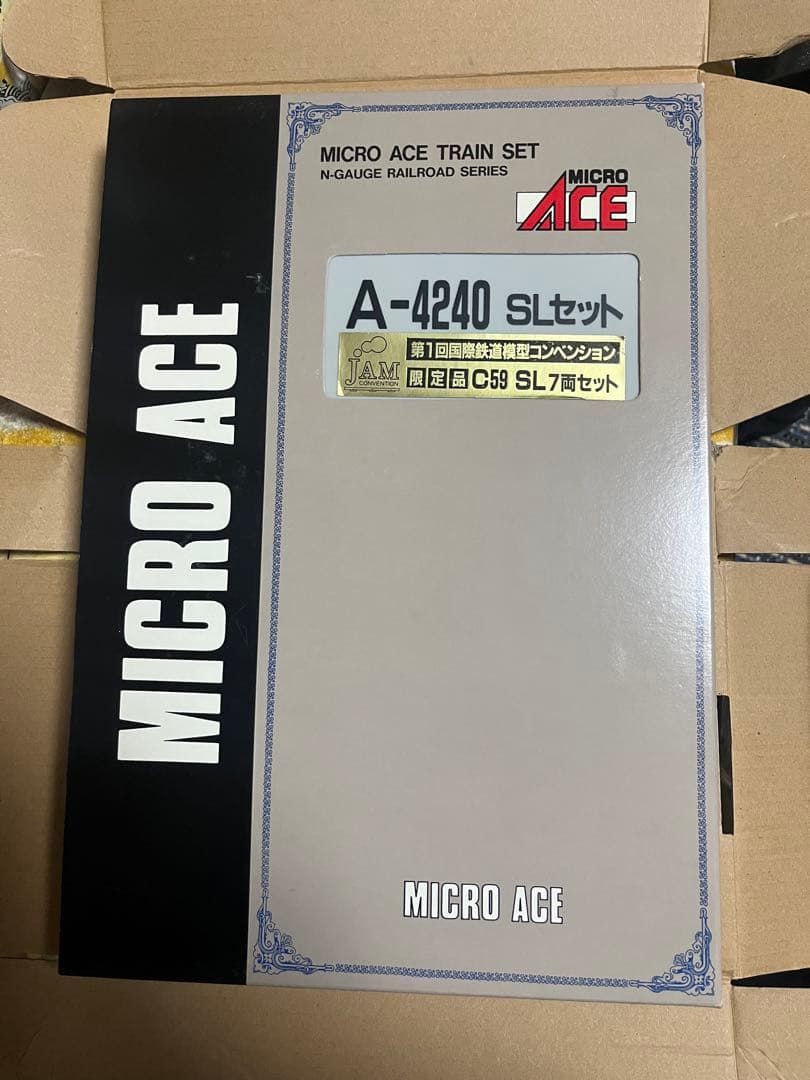 MICRO ACE
MICRO ACE TRAIN SET
N-GAUGE RAILROAD SERIES
MICRO
ACE
A-4240 SLセット
JAM
CONVENTION
第1回国際鉄道模型コンベンション
限定品 C59 SL7両セット
MICRO ACE